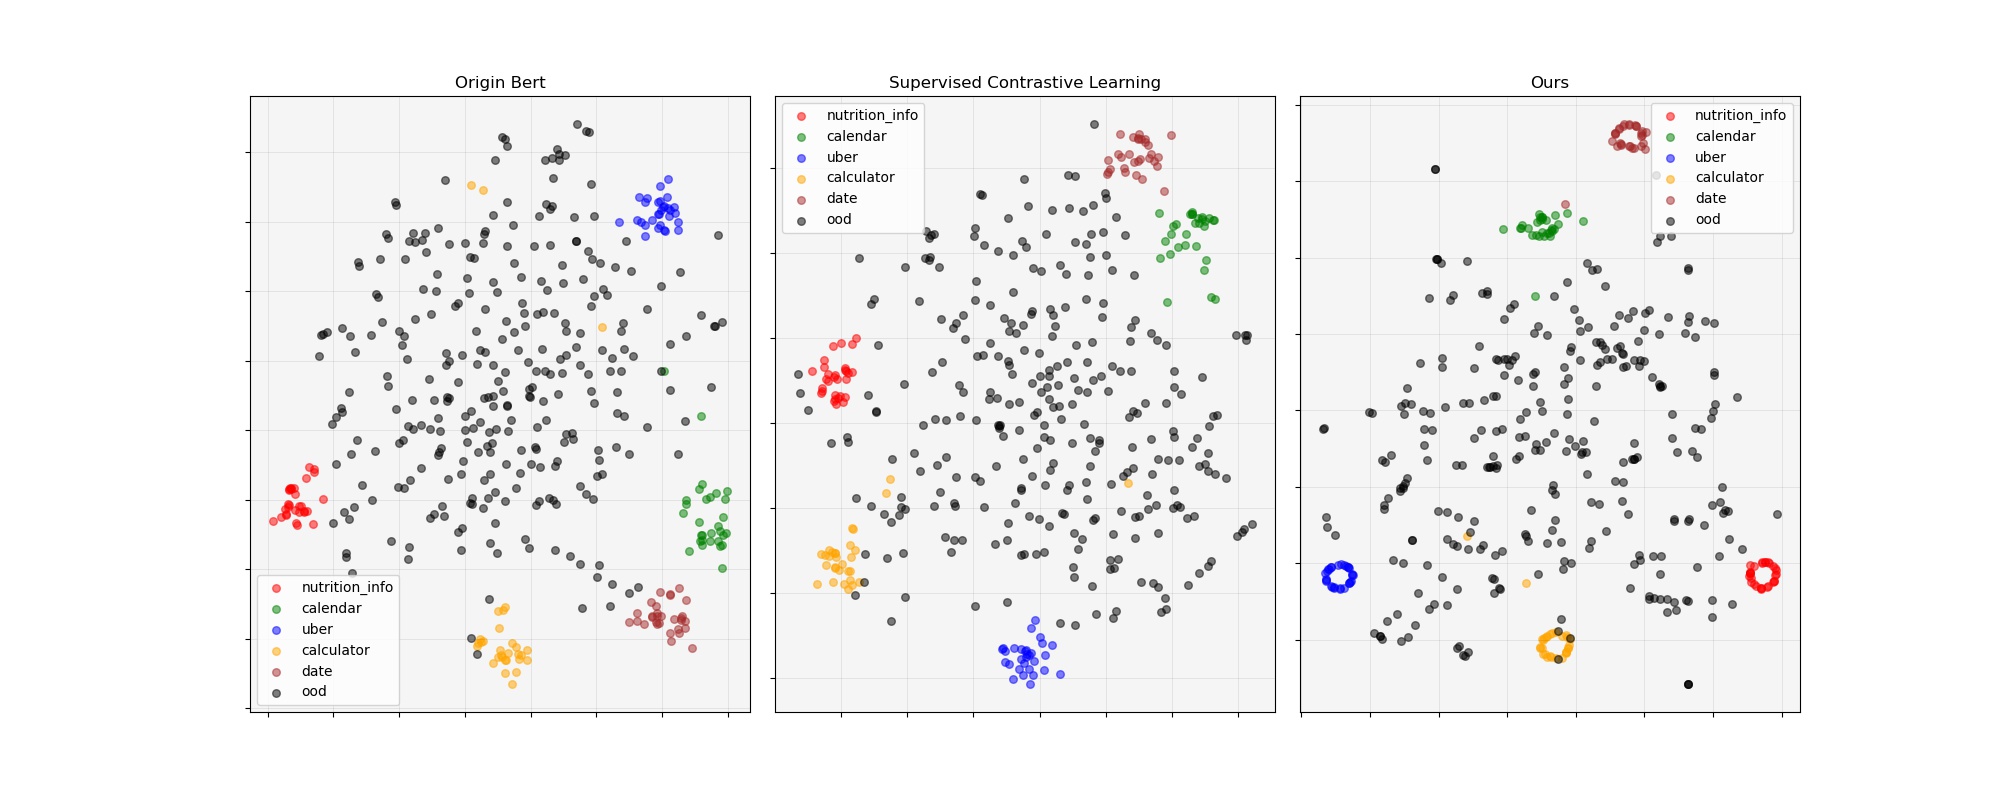 Origin Bert
nutrition_info
calendar
uber
calculator
date
ood
Supervised Contrastive Learning
nutrition_info
calendar
uber
calculator
date
ood
Ours
nutrition_info
calendar
uber
calculator
date
ood